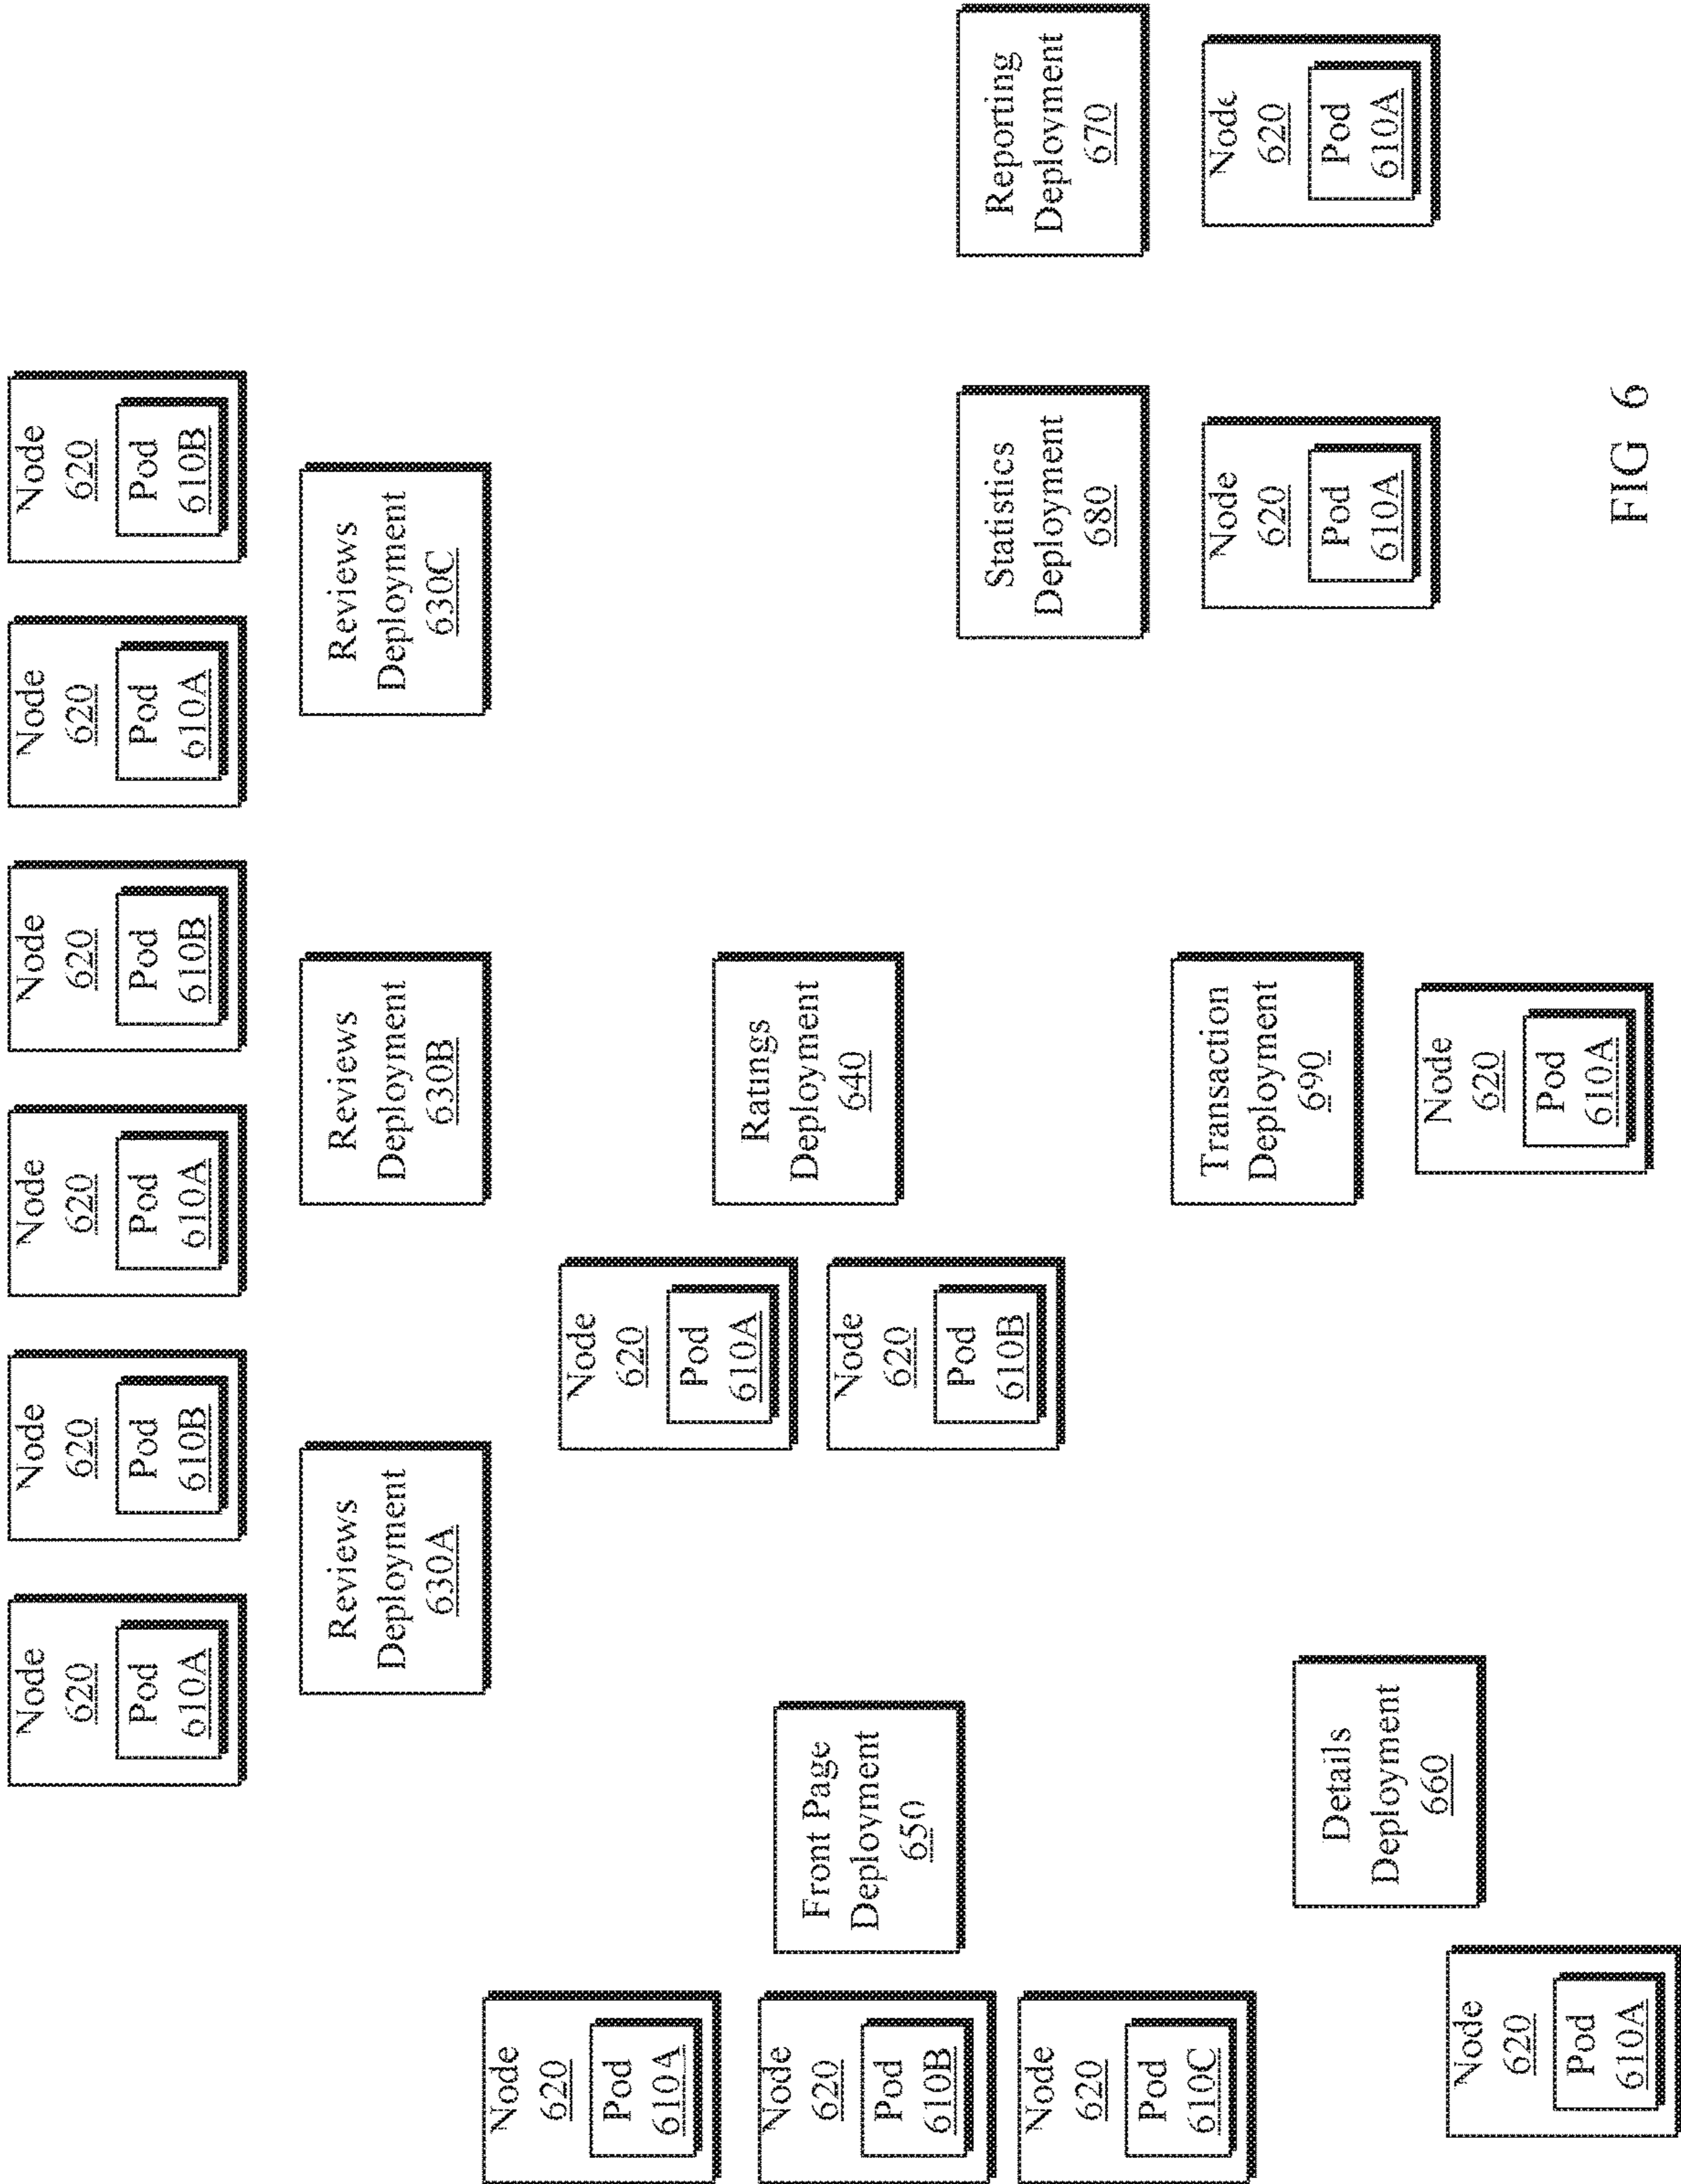 Node
620
Pod
610A
Node
620
Pod
610B
Node
620
Pod
610A
Node
620
Pod
610B
Node
620
Pod
610A
Node
620
Pod
610B
Reviews
Deployment
630A
Reviews
Deployment
630B
Reviews
Deployment
630C
Node
620
Pod
610A
Node
620
Pod
610B
Node
620
Pod
610C
Front Page
Deployment
650
Node
620
Pod
610A
Node
620
Pod
610B
Ratings
Deployment
640
Statistics
Deployment
680
Node
620
Pod
610A
Reporting
Deployment
670
Node
620
Pod
610A
Transaction
Deployment
690
Node
620
Pod
610A
Details
Deployment
660
Node
620
Pod
610A
FIG 6